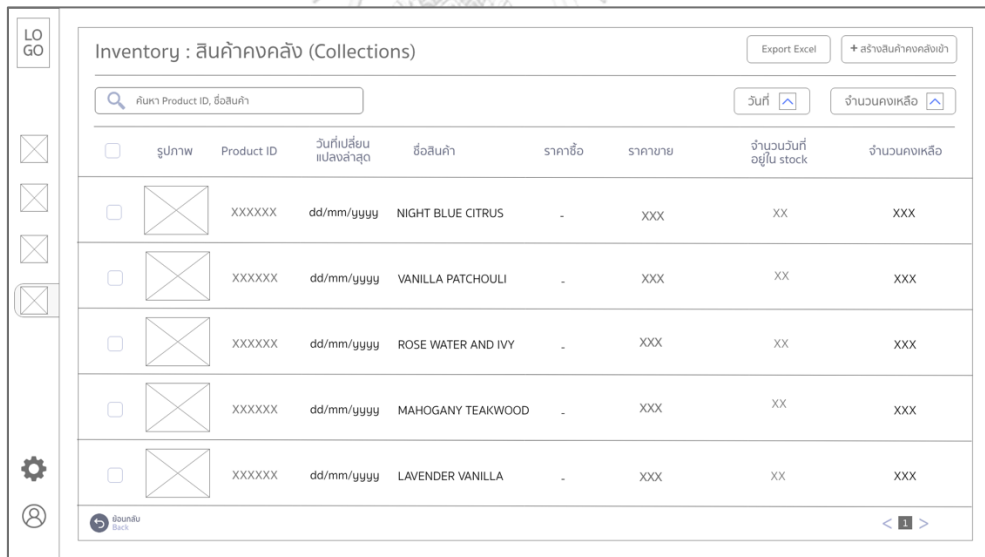 LO
GO
Inventory : สินค้าคงคลัง (Collections)
Export Excel
+ สร้างสินค้าคงคลังเข้า
ค้นหา Product ID, ชื่อสินค้า
วันที่
จำนวนคงเหลือ
รูปภาพ Product ID วันที่เปลี่ยน ชื่อสินค้า ราคาซื้อ ราคาขาย จำนวนวันที่ จำนวนคงเหลือ
แปลงล่าสุด อยู่ใน stock
XXXXXX dd/mm/yyyy NIGHT BLUE CITRUS - XXX XX XXX
XXXXXX dd/mm/yyyy VANILLA PATCHOULI - XXX XX XXX
XXXXXX dd/mm/yyyy ROSE WATER AND IVY - XXX XX XXX
XXXXXX dd/mm/yyyy MAHOGANY TEAKWOOD - XXX XX XXX
XXXXXX dd/mm/yyyy LAVENDER VANILLA - XXX XX XXX
ย้อนกลับ
Back
< 1 >